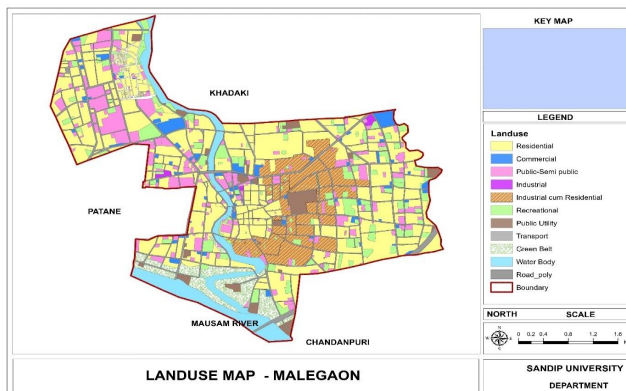 KEY MAP
KHADAKI
PATANE
MAUSAM RIVER
CHANDANPURI
LEGEND
Landuse
Residential
Commercial
Public-Semi public
Industrial
Industrial cum Residential
Recreational
Public Utility
Transport
Green Belt
Water Body
Road_poly
Boundary
NORTH SCALE
0 0.2 0.4 0.8 1.2 1.6
LANDUSE MAP - MALEGAON
SANDIP UNIVERSITY
DEPARTMENT